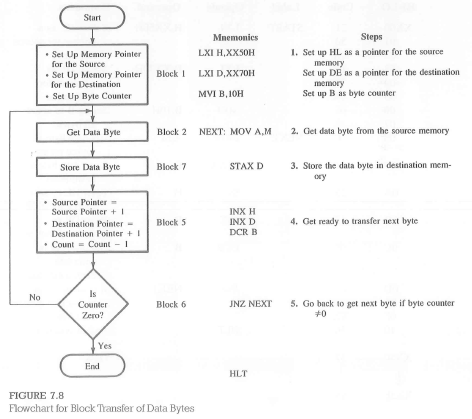 Start
Mnemonics
Steps
• Set Up Memory Pointer
for the Source
• Set Up Memory Pointer
for the Destination
• Set Up Byte Counter
Block 1
LXI H,XX50H
LXI D,XX70H
MVI B,10H
1. Set up HL as a pointer for the source
memory
Set up DE as a pointer for the destination
memory
Set up B as byte counter
Get Data Byte
Block 2
NEXT: MOV A,M
2. Get data byte from the source memory
Store Data Byte
Block 7
STAX D
3. Store the data byte in destination mem-
ory
• Source Pointer =
Source Pointer + 1
• Destination Pointer =
Destination Pointer + 1
• Count = Count − 1
Block 5
INX H
INX D
DCR B
4. Get ready to transfer next byte
No
Is
Counter
Zero?
Block 6
JNZ NEXT
5. Go back to get next byte if byte counter
≠0
Yes
End
HLT
FIGURE 7.8
Flowchart for Block Transfer of Data Bytes